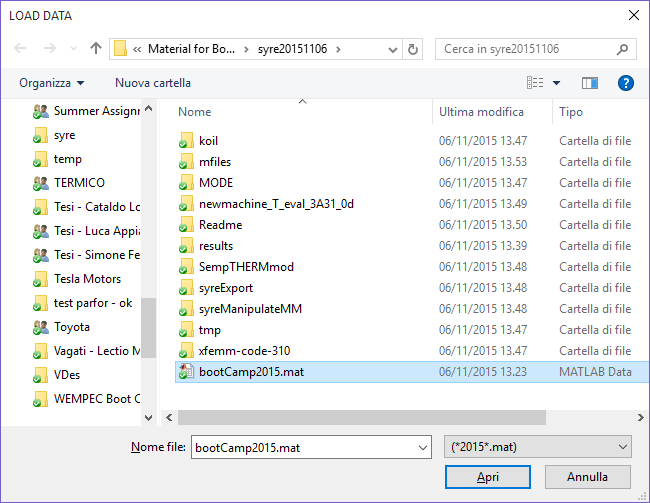 LOAD DATA
« Material for Bo... › syre20151106 ›
Cerca in syre20151106
Organizza
Nuova cartella
Summer Assignm
syre
temp
TERMICO
Tesi - Cataldo Lo
Tesi - Luca Appia
Tesi - Simone Fe
Tesla Motors
test parfor - ok
Toyota
Vagati - Lectio M
VDes
WEMPEC Boot C
Nome Ultima modifica Tipo
koil 06/11/2015 13.47 Cartella di file
mfiles 06/11/2015 13.53 Cartella di file
MODE 06/11/2015 13.47 Cartella di file
newmachine_T_eval_3A31_0d 06/11/2015 13.49 Cartella di file
Readme 06/11/2015 13.50 Cartella di file
results 06/11/2015 13.39 Cartella di file
SempTHERMmod 06/11/2015 13.48 Cartella di file
syreExport 06/11/2015 13.48 Cartella di file
syreManipulateMM 06/11/2015 13.48 Cartella di file
tmp 06/11/2015 13.47 Cartella di file
xfemm-code-310 06/11/2015 13.47 Cartella di file
bootCamp2015.mat 06/11/2015 13.23 MATLAB Data
Nome file: bootCamp2015.mat (*2015*.mat)
Apri Annulla